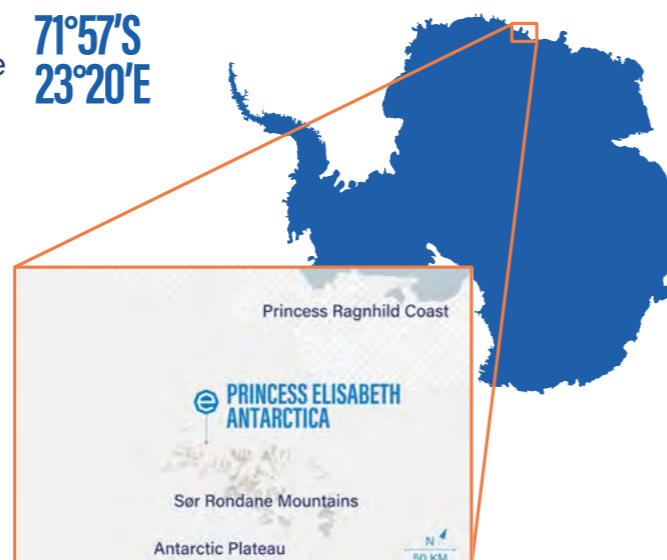 71°57'S
e
23°20'E
Princess Ragnhild Coast
PRINCESS ELISABETH
ANTARCTICA
Sør Rondane Mountains
Antarctic Plateau
N
50 KM